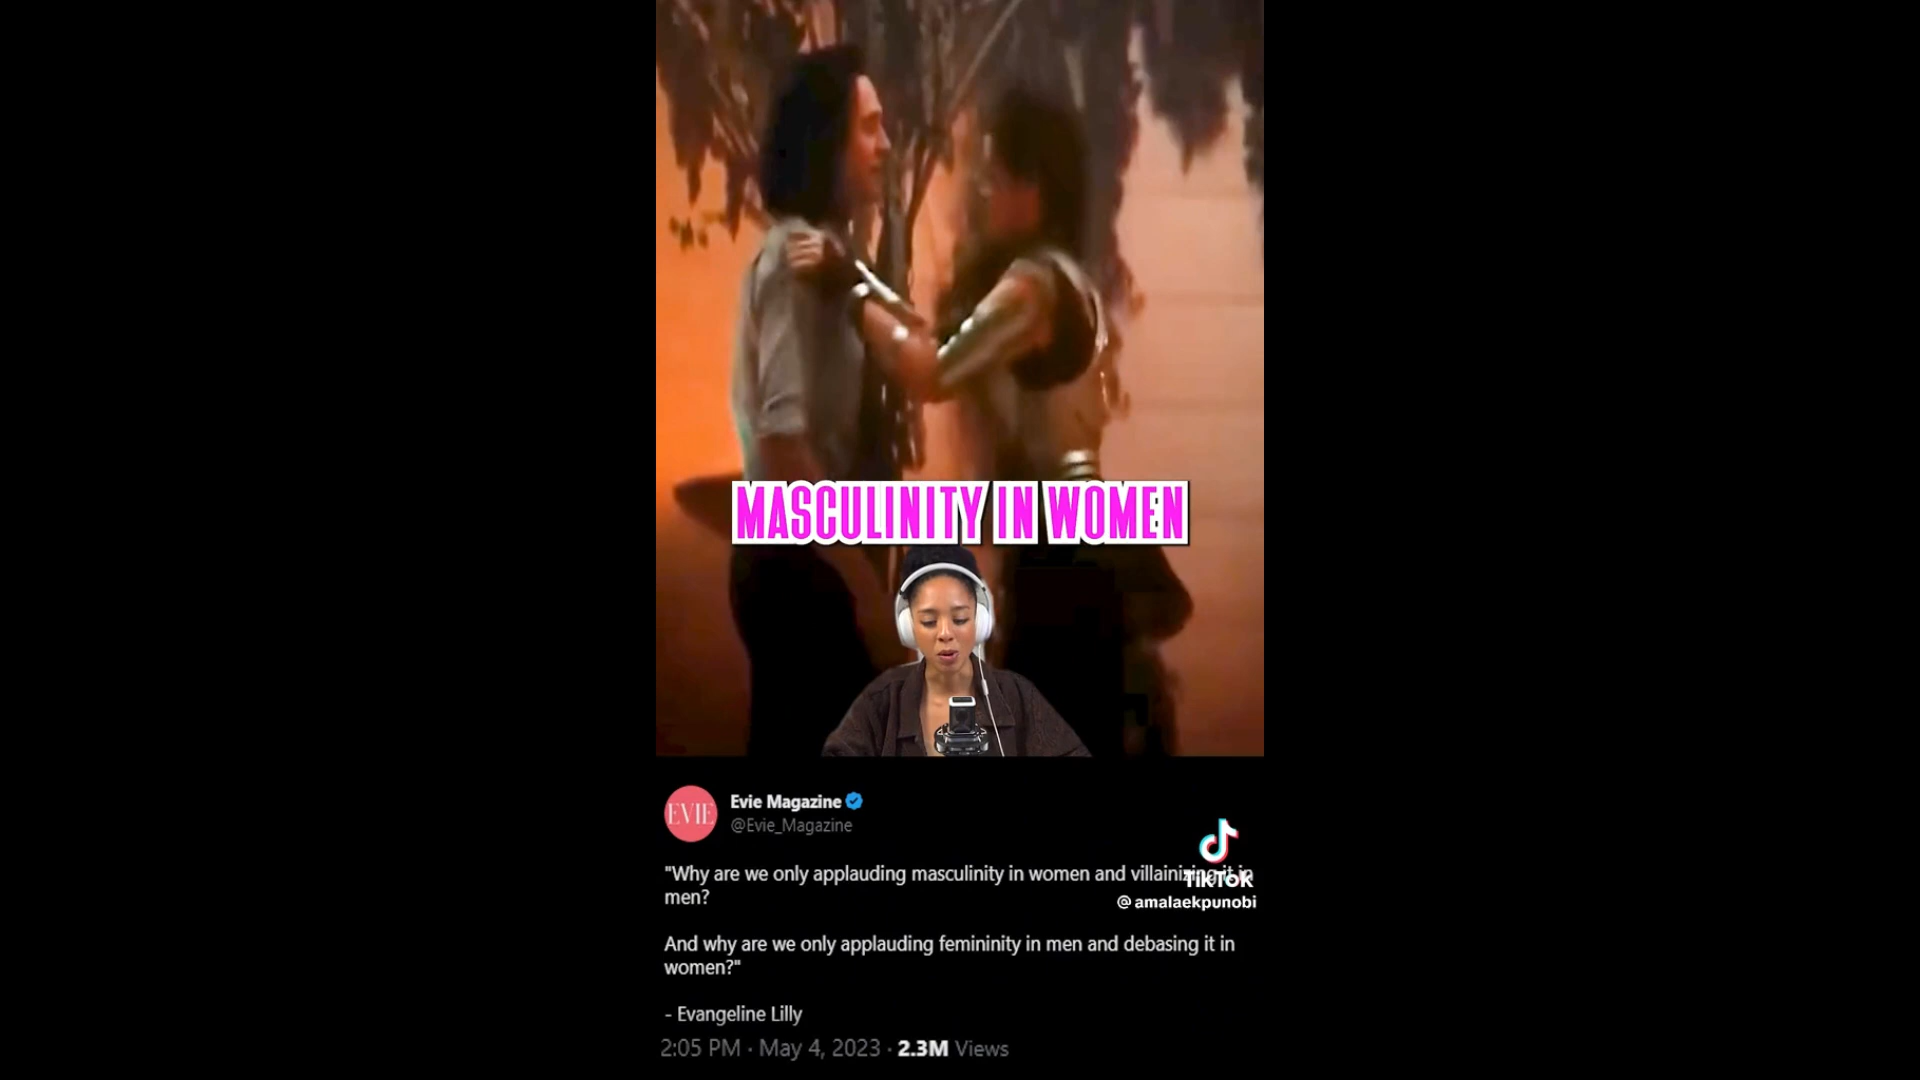 MASCULINITY IN WOMEN
EVIE
Evie Magazine
@Evie_Magazine
"Why are we only applauding masculinity in women and villainizing it in
men?
TikTok
@amalaekpunobi
And why are we only applauding femininity in men and debasing it in
women?"
- Evangeline Lilly
2:05 PM · May 4, 2023 · 2.3M Views